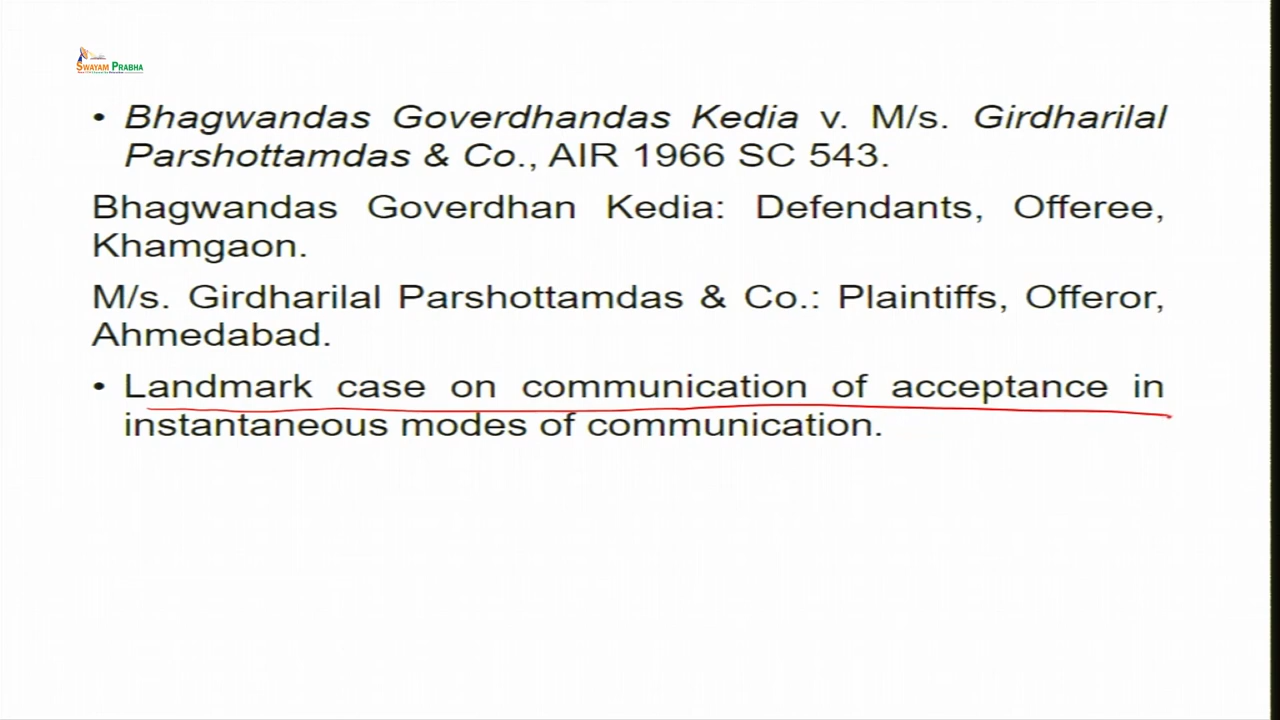 SWAYAM PRABHA
• Bhagwandas Goverdhandas Kedia v. M/s. Girdharilal
Parshottamdas & Co., AIR 1966 SC 543.
Bhagwandas Goverdhan Kedia: Defendants, Offeree,
Khamgaon.
M/s. Girdharilal Parshottamdas & Co.: Plaintiffs, Offeror,
Ahmedabad.
• Landmark case on communication of acceptance in
instantaneous modes of communication.